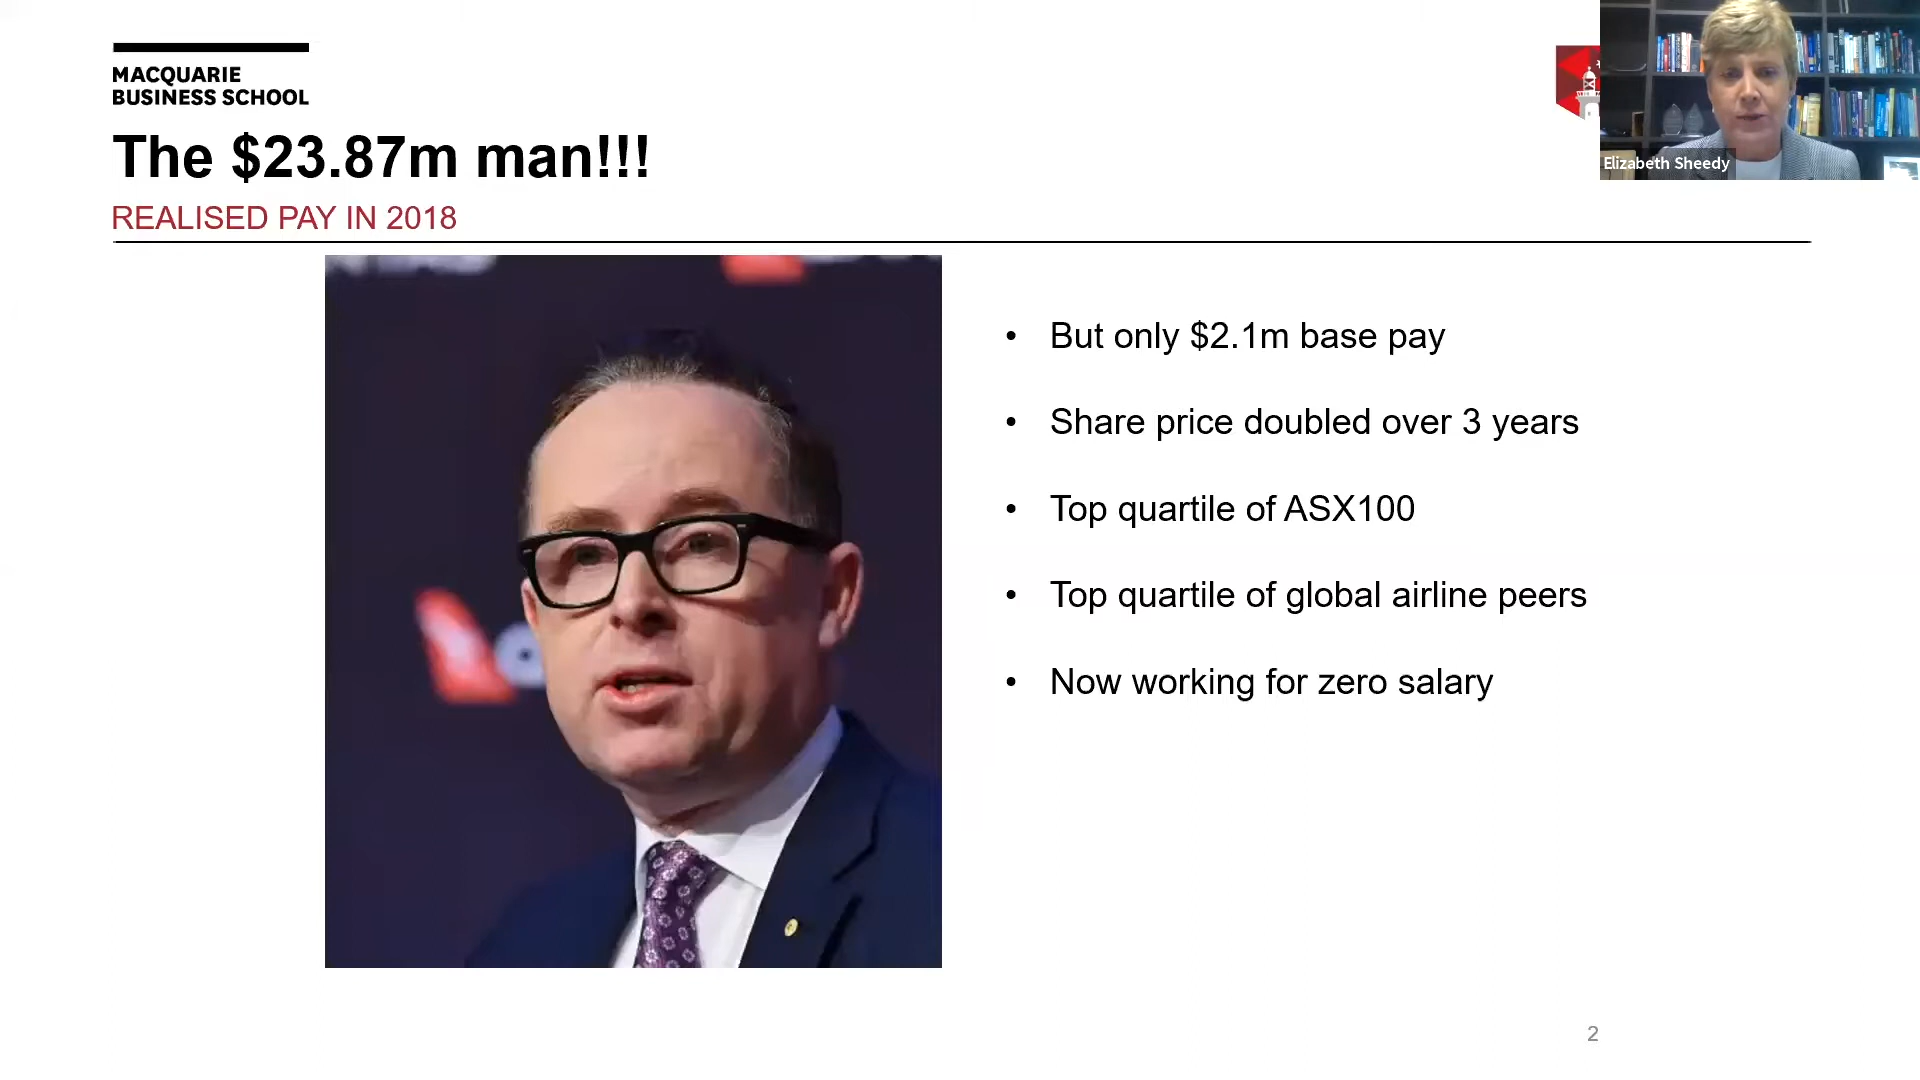 MACQUARIE
BUSINESS SCHOOL
The $23.87m man!!!
REALISED PAY IN 2018
Elizabeth Sheedy
• But only $2.1m base pay
• Share price doubled over 3 years
• Top quartile of ASX100
• Top quartile of global airline peers
• Now working for zero salary
2